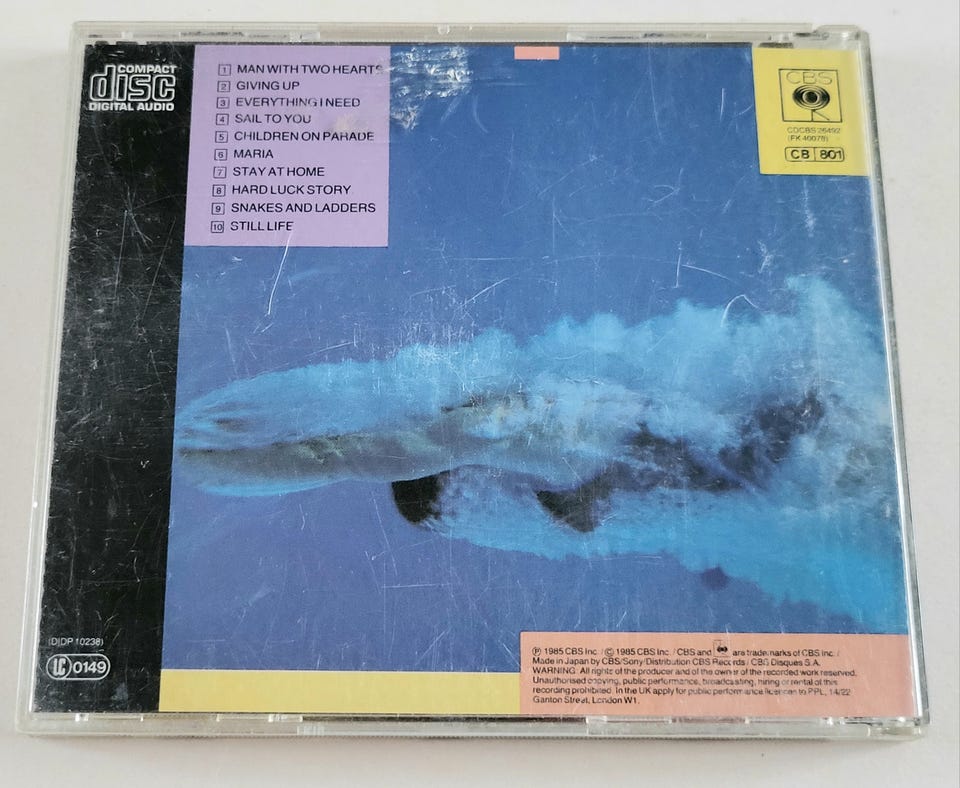 COMPACT
disc
DIGITAL AUDIO
1 MAN WITH TWO HEARTS
2 GIVING UP
3 EVERYTHING I NEED
4 SAIL TO YOU
5 CHILDREN ON PARADE
6 MARIA
7 STAY AT HOME
8 HARD LUCK STORY
9 SNAKES AND LADDERS
10 STILL LIFE
CBS
CDCBS 26492
(FK 40078)
CB 801
(DIDP 10238)
LC 0149
℗ 1985 CBS Inc. / © 1985 CBS Inc. / CBS and are trademarks of CBS Inc. /
Made in Japan by CBS/Sony/Distribution CBS Records / CBS Disques S.A.
WARNING: All rights of the producer and of the owner of the recorded work reserved.
Unauthorised copying, public performance, broadcasting, hiring or rental of this
recording prohibited. In the UK apply for public performance licences to PPL, 14/22
Ganton Street, London W1.